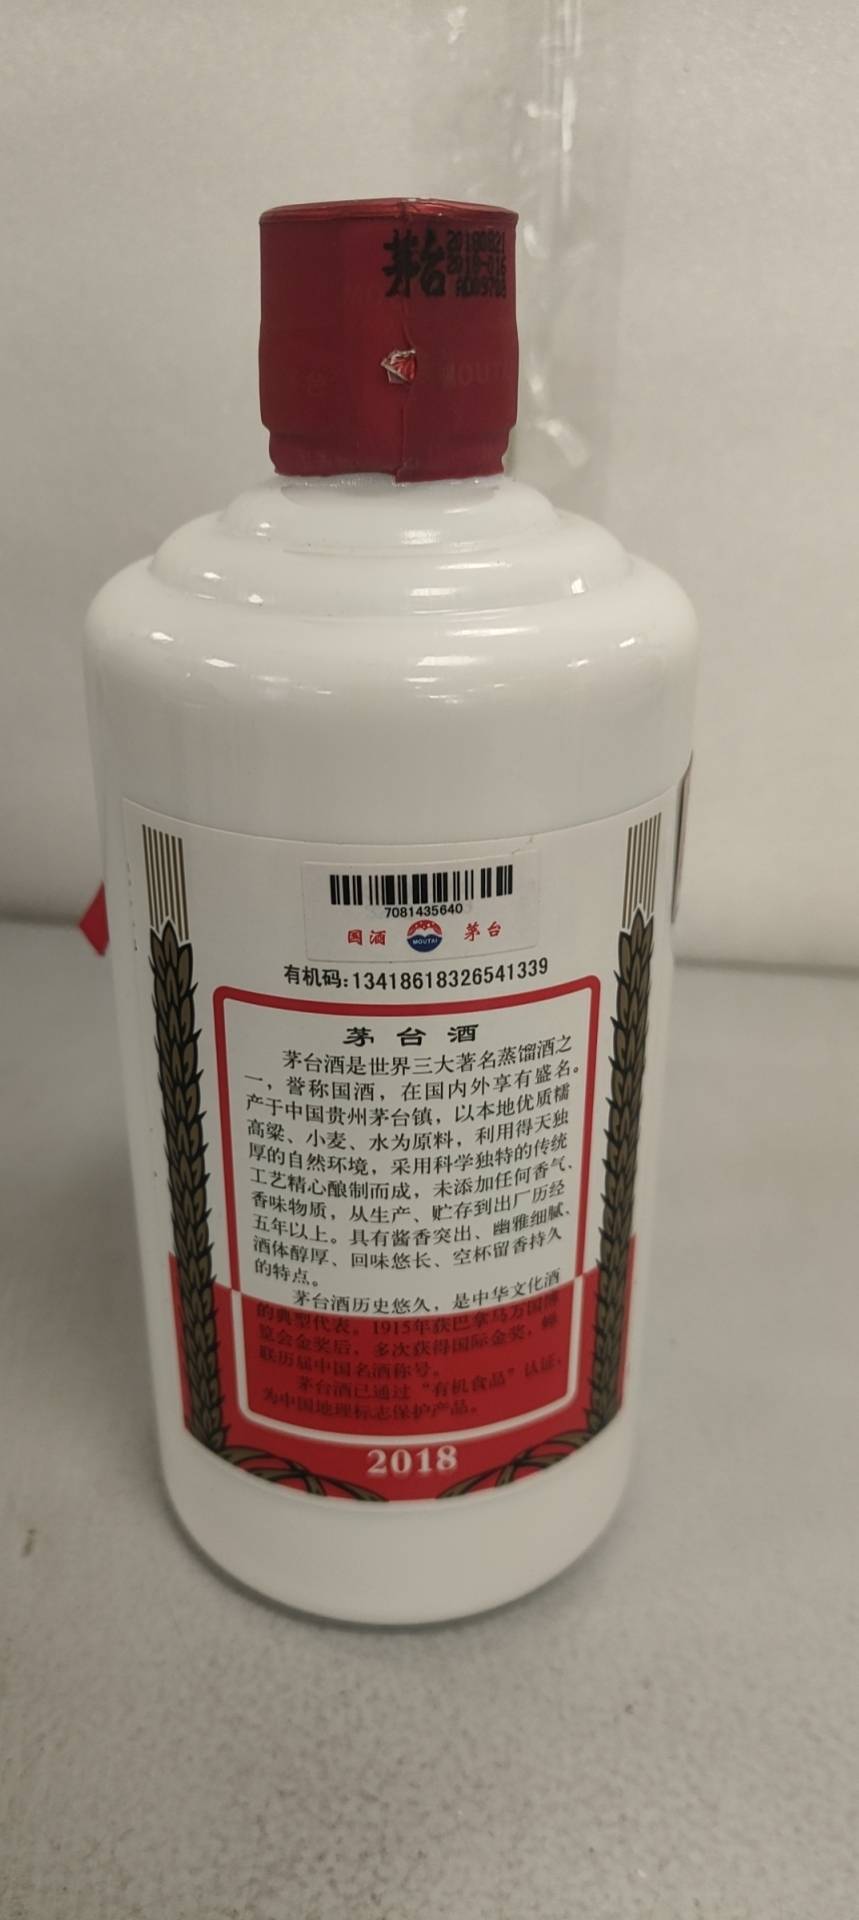 茅台
20180821
2018-016
MOUTAI
7081435640
国酒 MOUTAI 茅台
有机码:13418618326541339
茅台酒
茅台酒是世界三大著名蒸馏酒之
一，誉称国酒，在国内外享有盛名。
产于中国贵州茅台镇，以本地优质糯
高粱、小麦、水为原料，利用得天独
厚的自然环境，采用科学独特的传统
工艺精心酿制而成，未添加任何香气、
香味物质，从生产、贮存到出厂历经
五年以上。具有酱香突出、幽雅细腻、
酒体醇厚、回味悠长、空杯留香持久
的特点。
茅台酒历史悠久，是中华文化酒
的典型代表。1915年获巴拿马万国博
览会金奖后，多次获得国际金奖，蝉
联历届中国名酒称号。
茅台酒已通过“有机食品”认证，
为中国地理标志保护产品。
2018